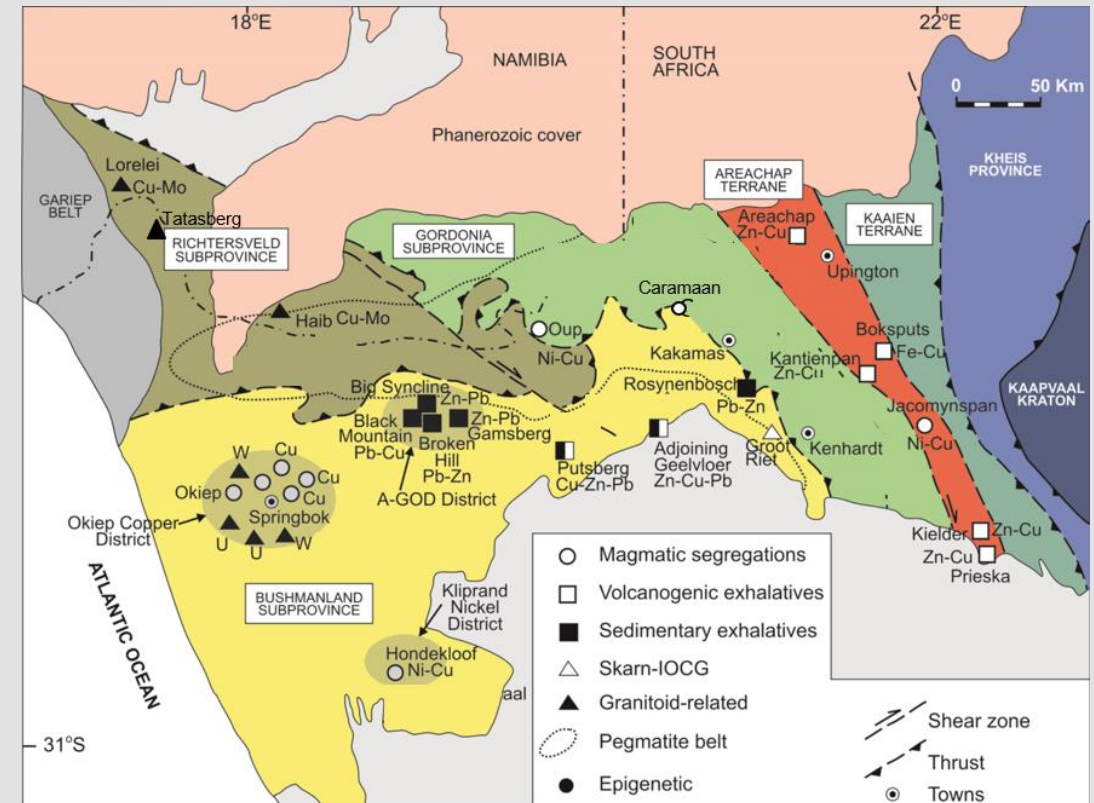 18°E
22°E
NAMIBIA
SOUTH
AFRICA
0 50 Km
Phanerozoic cover
KHEIS
PROVINCE
Lorelei
Cu-Mo
AREACHAP
TERRANE
GARIEP
BELT
Tatasberg
RICHTERSVELD
SUBPROVINCE
GORDONIA
SUBPROVINCE
Areachap
Zn-Cu
KAAIEN
TERRANE
Upington
Caramaan
Haib Cu-Mo
Oup
Ni-Cu
Kakamas
Boksputs
Fe-Cu
Kantienpan
Zn-Cu
KAAPVAAL
KRATON
Big Syncline
Zn-Pb
Rosynenbosch
Pb-Zn
Jacomynspan
Ni-Cu
Black
Mountain
Pb-Cu
Zn-Pb
Gamsberg
Broken
Hill
Pb-Zn
A-GOD District
Putsberg
Cu-Zn-Pb
Adjoining
Geelvloer
Zn-Cu-Pb
Groot
Riet
Kenhardt
W
Cu
Cu
Okiep
Cu
Springbok
Okiep Copper
District
U
U
W
Kielder
Zn-Cu
Zn-Cu
Prieska
ATLANTIC OCEAN
BUSHMANLAND
SUBPROVINCE
Kliprand
Nickel
District
Hondekloof
Ni-Cu
aal
31°S
Magmatic segregations
Volcanogenic exhalatives
Sedimentary exhalatives
Skarn-IOCG
Granitoid-related
Pegmatite belt
Epigenetic
Shear zone
Thrust
Towns